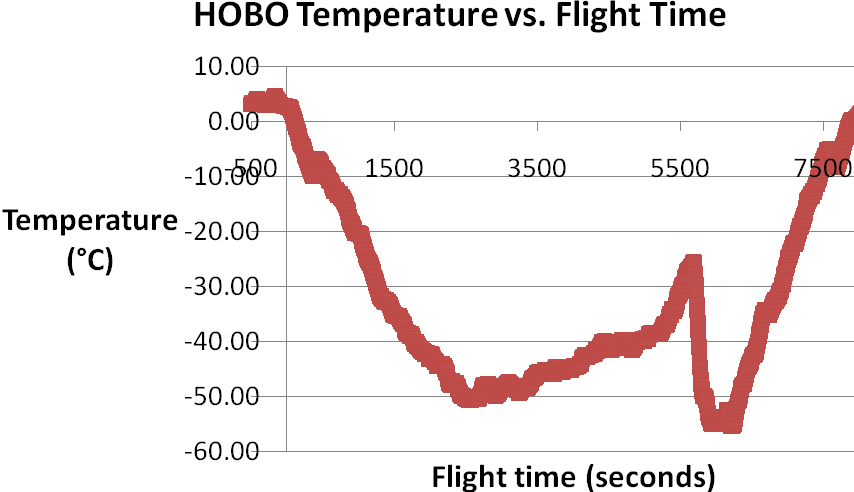 HOBO Temperature vs. Flight Time
10.00
0.00
-500 1500 3500 5500 7500
-10.00
Temperature
(°C)
-20.00
-30.00
-40.00
-50.00
-60.00
Flight time (seconds)